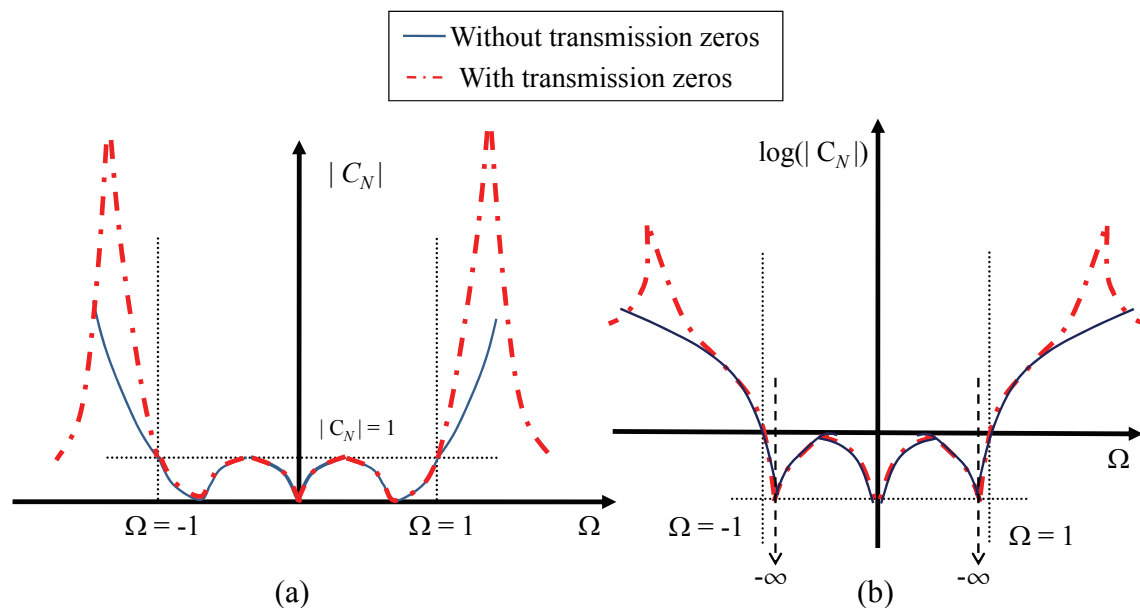 Without transmission zeros
With transmission zeros
| C_N|
| C_N| = 1
Ω = -1
Ω = 1
Ω
(a)
log(| C_N|)
Ω
Ω = -1
Ω = 1
-∞
-∞
(b)